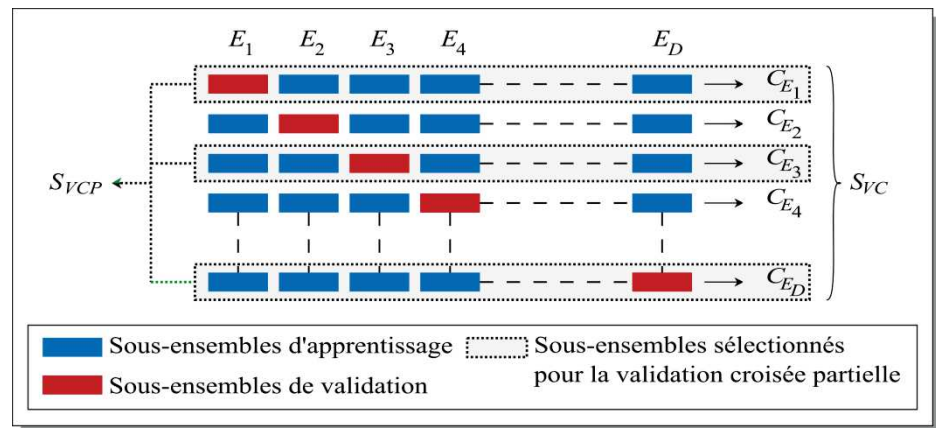 E1 E2 E3 E4 ED
CE1
CE2
CE3
SVCP SVC
CE4
CED
Sous-ensembles d'apprentissage
Sous-ensembles sélectionnés
pour la validation croisée partielle
Sous-ensembles de validation